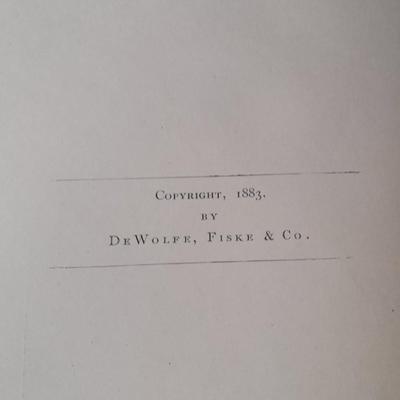 Copyright, 1883.
by
DeWolfe, Fiske & Co.